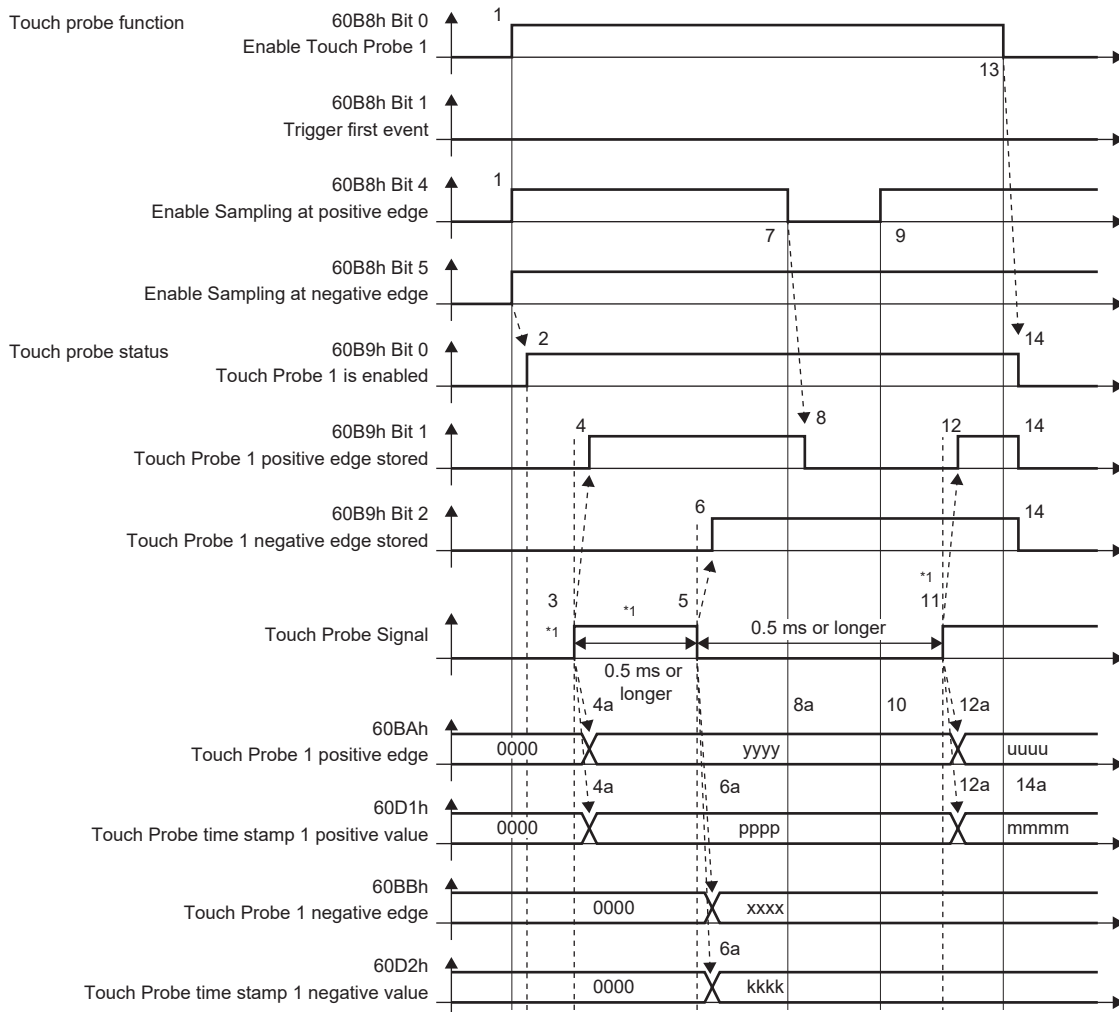 Touch probe function
60B8h Bit 0
Enable Touch Probe 1
1
13
60B8h Bit 1
Trigger first event
60B8h Bit 4
Enable Sampling at positive edge
1
7
9
60B8h Bit 5
Enable Sampling at negative edge
Touch probe status
60B9h Bit 0
Touch Probe 1 is enabled
2
14
60B9h Bit 1
Touch Probe 1 positive edge stored
4
8
12
14
60B9h Bit 2
Touch Probe 1 negative edge stored
6
14
Touch Probe Signal
3
*1
*1
5
*1
11
0.5 ms or
longer
0.5 ms or longer
60BAh
Touch Probe 1 positive edge
4a
8a
10
12a
0000
yyyy
uuuu
60D1h
Touch Probe time stamp 1 positive value
4a
6a
12a
14a
0000
pppp
mmmm
60BBh
Touch Probe 1 negative edge
0000
xxxx
60D2h
Touch Probe time stamp 1 negative value
6a
0000
kkkk